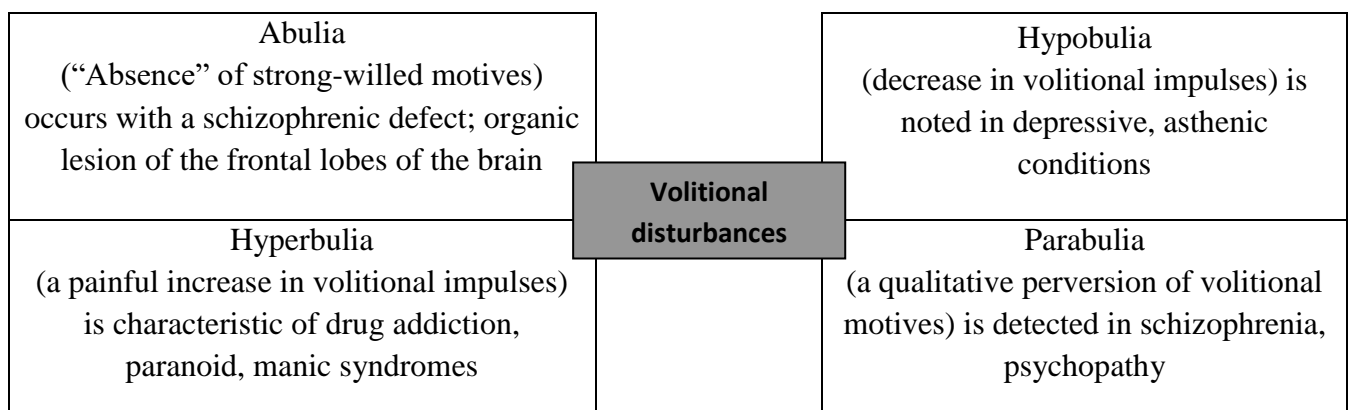 Abulia
(“Absence” of strong-willed motives)
occurs with a schizophrenic defect; organic
lesion of the frontal lobes of the brain
Hypobulia
(decrease in volitional impulses) is
noted in depressive, asthenic
conditions
Volitional
disturbances
Hyperbulia
(a painful increase in volitional impulses)
is characteristic of drug addiction,
paranoid, manic syndromes
Parabulia
(a qualitative perversion of volitional
motives) is detected in schizophrenia,
psychopathy